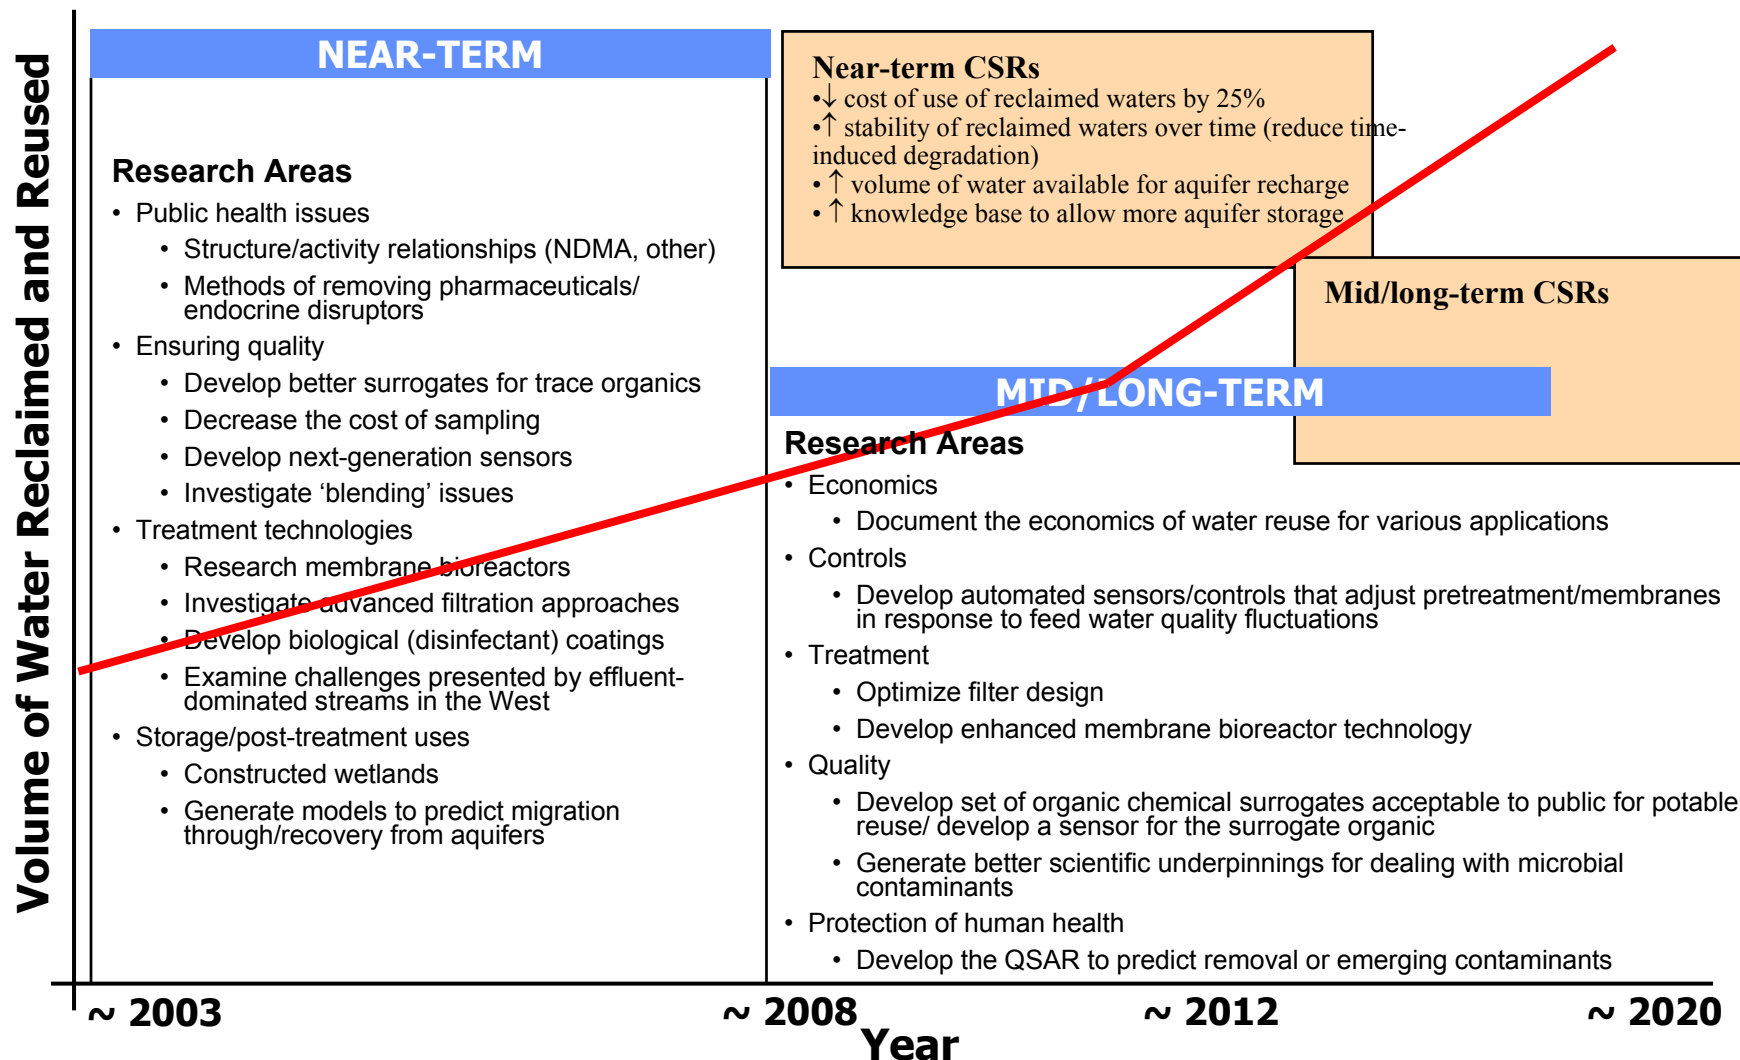 Volume of Water Reclaimed and Reused
NEAR-TERM
Research Areas
• Public health issues
• Structure/activity relationships (NDMA, other)
• Methods of removing pharmaceuticals/
endocrine disruptors
• Ensuring quality
• Develop better surrogates for trace organics
• Decrease the cost of sampling
• Develop next-generation sensors
• Investigate ‘blending’ issues
• Treatment technologies
• Research membrane bioreactors
• Investigate advanced filtration approaches
• Develop biological (disinfectant) coatings
• Examine challenges presented by effluent-
dominated streams in the West
• Storage/post-treatment uses
• Constructed wetlands
• Generate models to predict migration
through/recovery from aquifers
Near-term CSRs
•↓ cost of use of reclaimed waters by 25%
•↑ stability of reclaimed waters over time (reduce time-
induced degradation)
• ↑ volume of water available for aquifer recharge
• ↑ knowledge base to allow more aquifer storage
Mid/long-term CSRs
MID/LONG-TERM
Research Areas
• Economics
• Document the economics of water reuse for various applications
• Controls
• Develop automated sensors/controls that adjust pretreatment/membranes
in response to feed water quality fluctuations
• Treatment
• Optimize filter design
• Develop enhanced membrane bioreactor technology
• Quality
• Develop set of organic chemical surrogates acceptable to public for potable
reuse/ develop a sensor for the surrogate organic
• Generate better scientific underpinnings for dealing with microbial
contaminants
• Protection of human health
• Develop the QSAR to predict removal or emerging contaminants
~ 2003 ~ 2008 ~ 2012 ~ 2020
Year